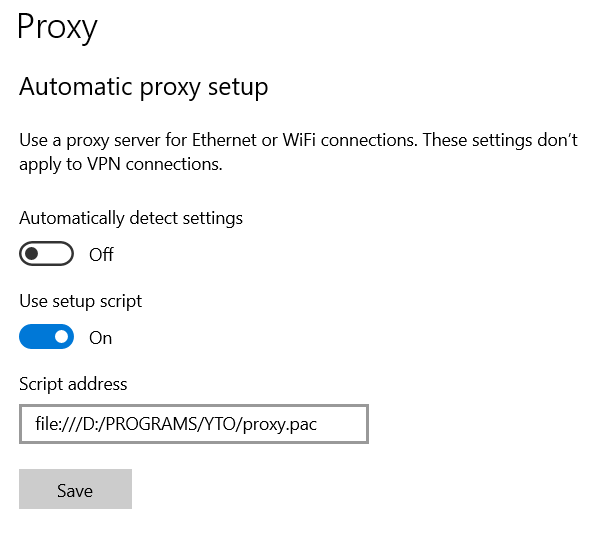 Proxy
Automatic proxy setup
Use a proxy server for Ethernet or WiFi connections. These settings don't
apply to VPN connections.
Automatically detect settings
Off
Use setup script
On
Script address
file:///D:/PROGRAMS/YTO/proxy.pac
Save